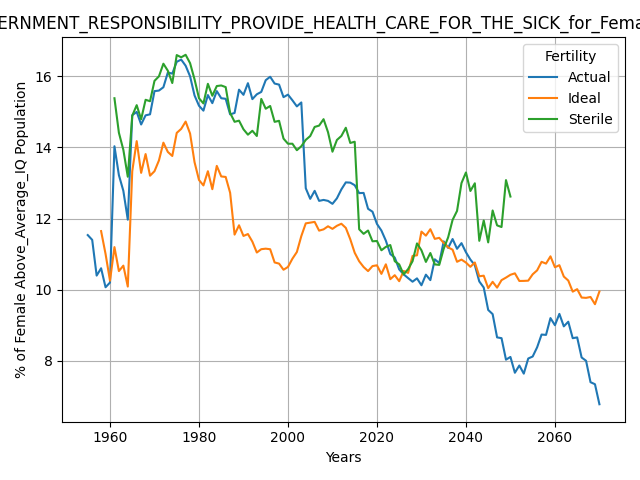 ERNMENT_RESPONSIBILITY_PROVIDE_HEALTH_CARE_FOR_THE_SICK_for_Fema
Fertility
Actual
Ideal
Sterile
% of Female Above_Average_IQ Population
16
14
12
10
8
1960 1980 2000 2020 2040 2060
Years